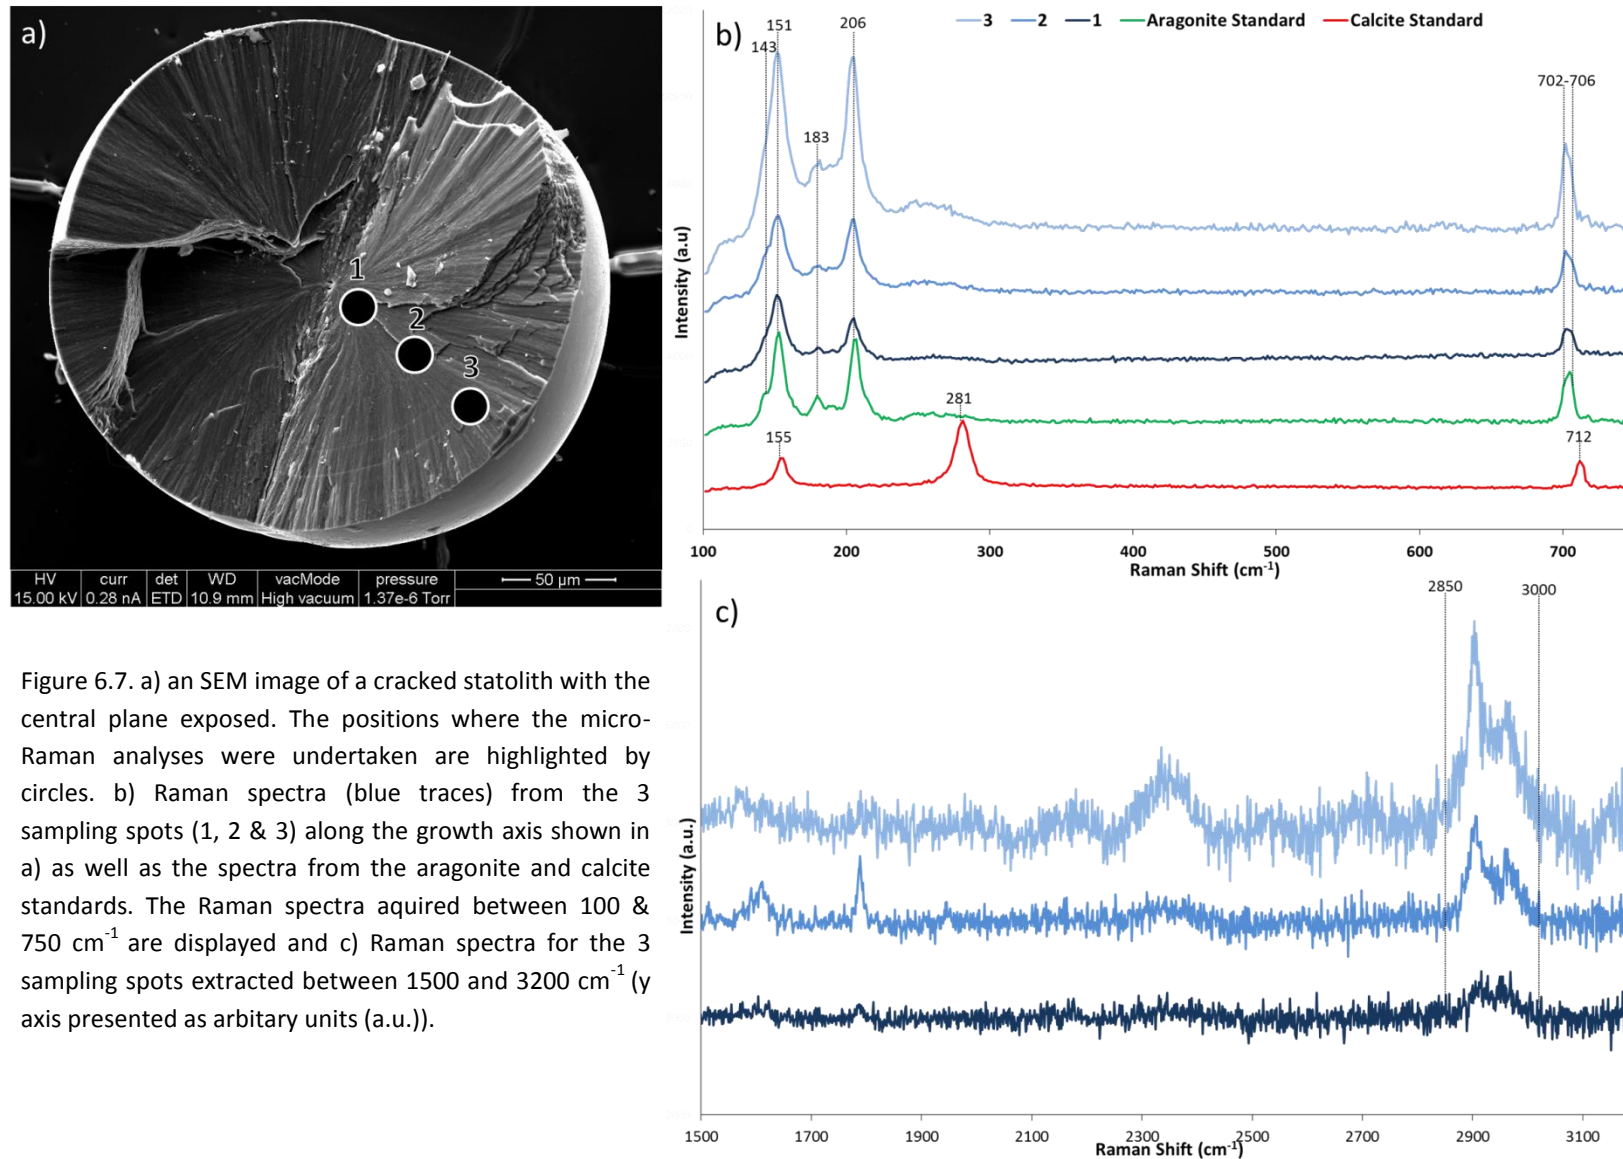 a)
1
2
3
HV curr det WD vacMode pressure 50 µm
15.00 kV 0.28 nA ETD 10.9 mm High vacuum 1.37e-6 Torr
b)
3 2 1 Aragonite Standard Calcite Standard
143 151 206 702-706
183
281
155 712
Intensity (a.u)
100 200 300 400 500 600 700
Raman Shift (cm-1)
Figure 6.7. a) an SEM image of a cracked statolith with the
central plane exposed. The positions where the micro-
Raman analyses were undertaken are highlighted by
circles. b) Raman spectra (blue traces) from the 3
sampling spots (1, 2 & 3) along the growth axis shown in
a) as well as the spectra from the aragonite and calcite
standards. The Raman spectra aquired between 100 &
750 cm-1 are displayed and c) Raman spectra for the 3
sampling spots extracted between 1500 and 3200 cm-1 (y
axis presented as arbitary units (a.u.)).
c)
2850 3000
Intensity (a.u.)
1500 1700 1900 2100 2300 2500 2700 2900 3100
Raman Shift (cm-1)